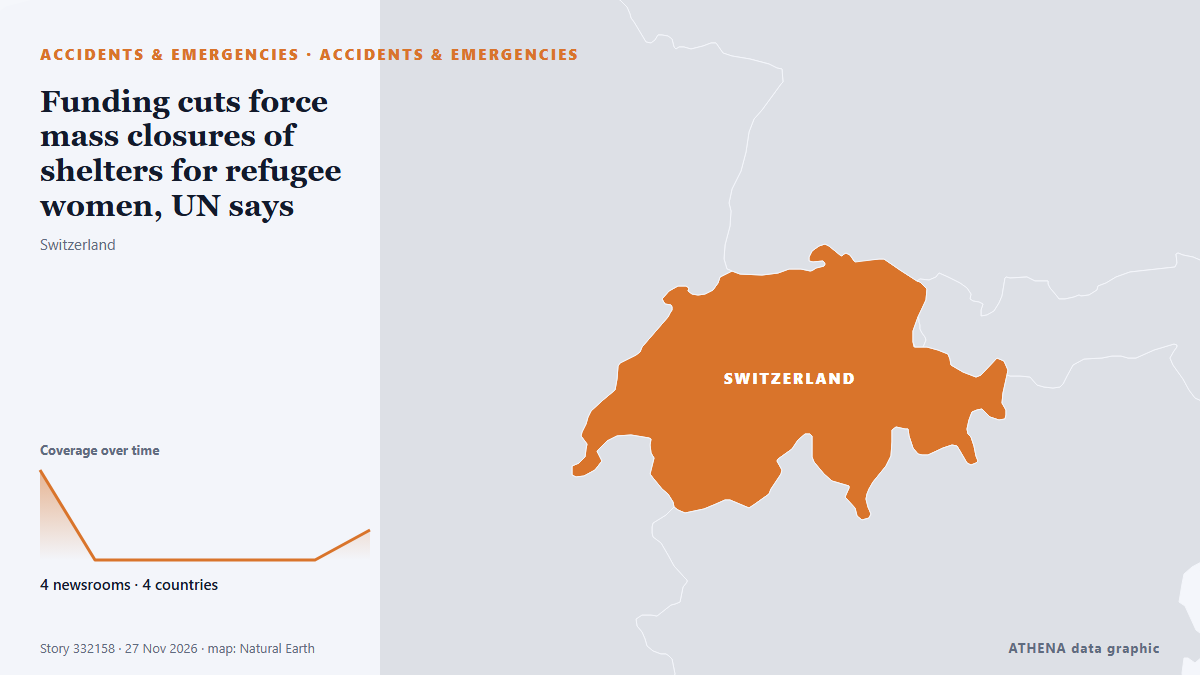 ACCIDENTS & EMERGENCIES · ACCIDENTS & EMERGENCIES
Funding cuts force
mass closures of
shelters for refugee
women, UN says
Switzerland
SWITZERLAND
Coverage over time
4 newsrooms · 4 countries
Story 332158 · 27 Nov 2026 · map: Natural Earth
ATHENA data graphic